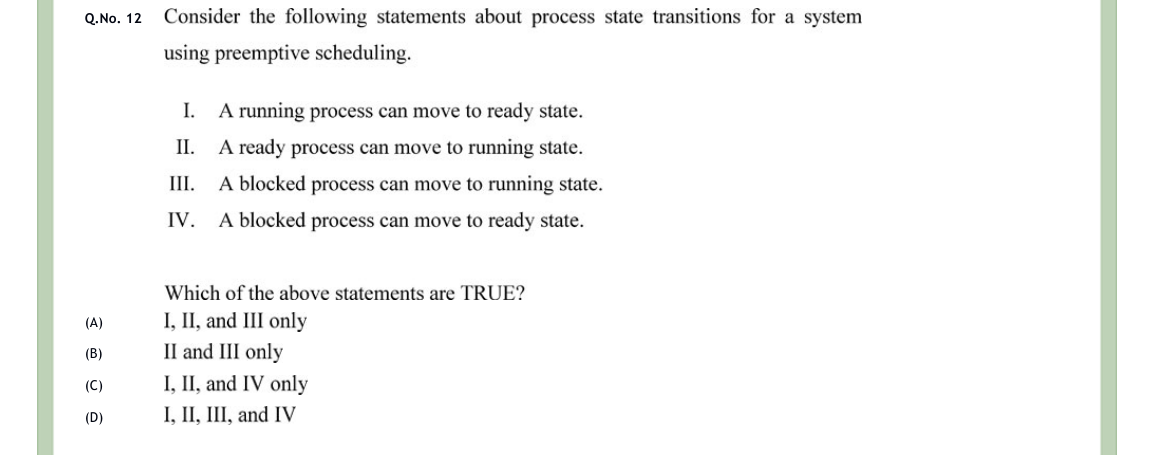 Q.No. 12 Consider the following statements about process state transitions for a system
using preemptive scheduling.
I. A running process can move to ready state.
II. A ready process can move to running state.
III. A blocked process can move to running state.
IV. A blocked process can move to ready state.
Which of the above statements are TRUE?
(A) I, II, and III only
(B) II and III only
(C) I, II, and IV only
(D) I, II, III, and IV